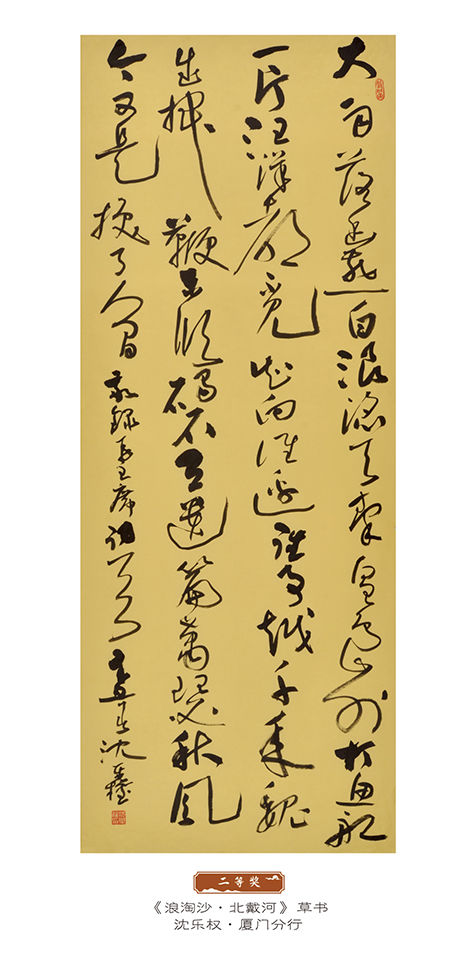 大雨落幽燕白浪滔天秦皇岛外打鱼船
一片汪洋都不见知向谁边往事越千年魏
武挥鞭东临碣石有遗篇萧瑟秋风
今又是换了人间敬录毛主席词沈乐权
二等奖
《浪淘沙·北戴河》草书
沈乐权·厦门分行